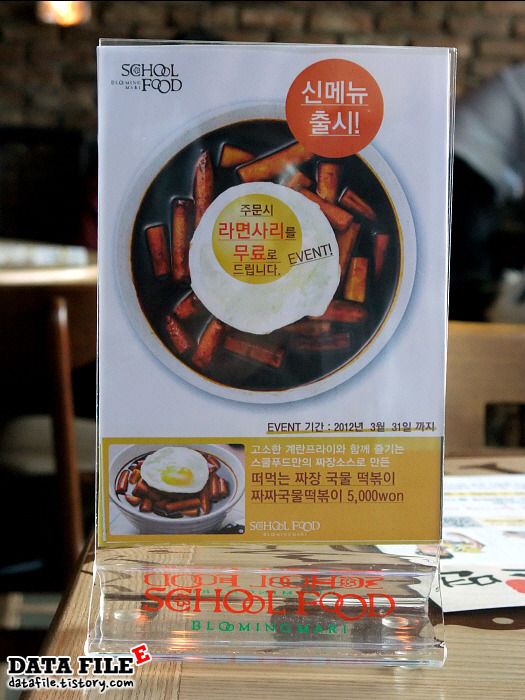 SCHOOL
FOOD
BLOOMING
MARI
신메뉴
출시!
주문시
라면사리를
무료로
드립니다.
EVENT!
EVENT 기간 : 2012년 3월 31일 까지
고소한 계란프라이와 함께 즐기는
스쿨푸드만의 짜장소스로 만든
떠먹는 짜장 국물 떡볶이
짜짜국물떡볶이 5,000won
SCHOOL FOOD
BLOOMING MARI
SCHOOL FOOD
BLOOMING MARI
DATA FILE E
datafile.tistory.com